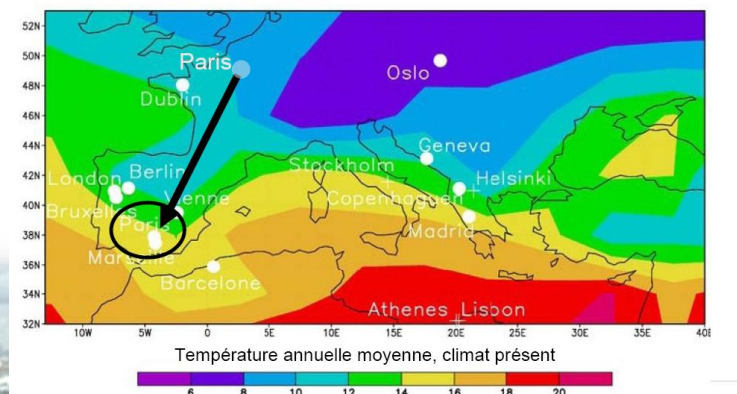 52N
50N
48N
46N
44N
42N
40N
38N
36N
34N
32N
Paris
Oslo
Dublin
Geneva
Stockholm
London
Berlin
Helsinki
Vienne
Copenhaguen
Bruxelles
Paris
Madrid
Marseille
Barcelone
Athenes Lisbon
10W 5W 0 5E 10E 15E 20E 25E 30E 35E 40E
Température annuelle moyenne, climat présent
6 8 10 12 14 16 18 20